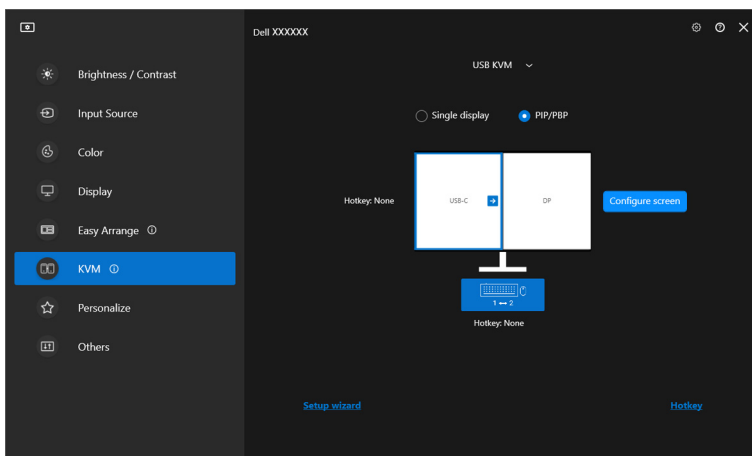 Dell XXXXXX
Brightness / Contrast
Input Source
Color
Display
Easy Arrange
KVM
Personalize
Others
USB KVM
Single display
PIP/PBP
Hotkey: None
USB-C
DP
Configure screen
1 ↔ 2
Hotkey: None
Setup wizard
Hotkey